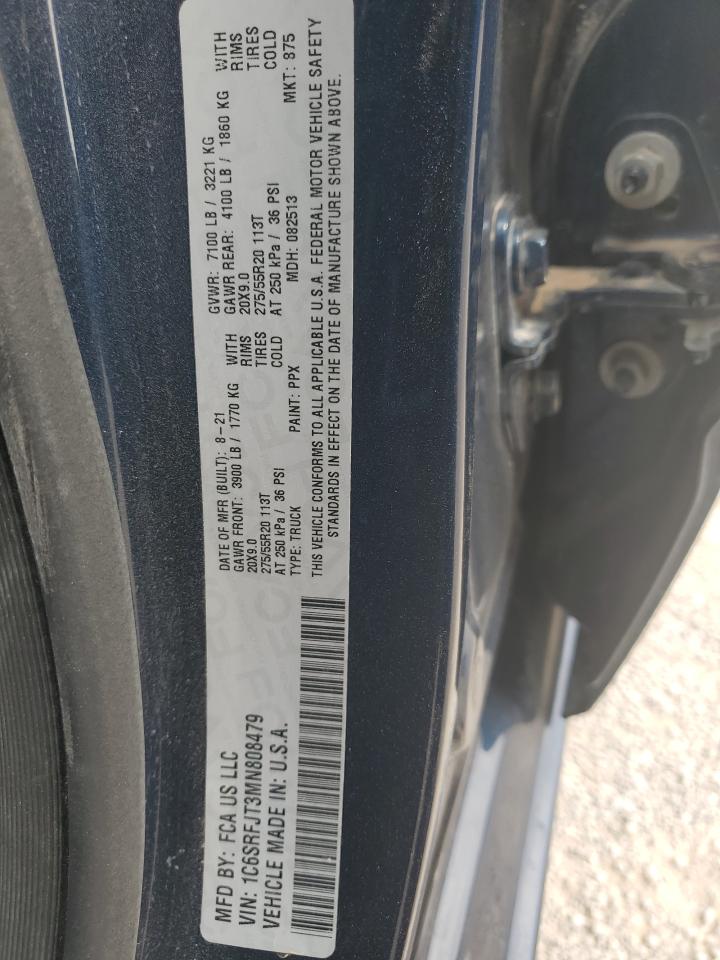 MFD BY: FCA US LLC
VIN: 1C6SRFJT3MN808479
VEHICLE MADE IN: U.S.A.
DATE OF MFR (BUILT): 8-21 GVWR: 7100 LB / 3221 KG
GAWR FRONT: 3900 LB / 1770 KG WITH GAWR REAR: 4100 LB / 1860 KG WITH
20X9.0 RIMS 20X9.0 RIMS
275/55R20 113T TIRES 275/55R20 113T TIRES
AT 250 kPa / 36 PSI COLD AT 250 kPa / 36 PSI COLD
TYPE: TRUCK PAINT: PPX MDH: 082513 MKT: 875
THIS VEHICLE CONFORMS TO ALL APPLICABLE U.S.A. FEDERAL MOTOR VEHICLE SAFETY
STANDARDS IN EFFECT ON THE DATE OF MANUFACTURE SHOWN ABOVE.